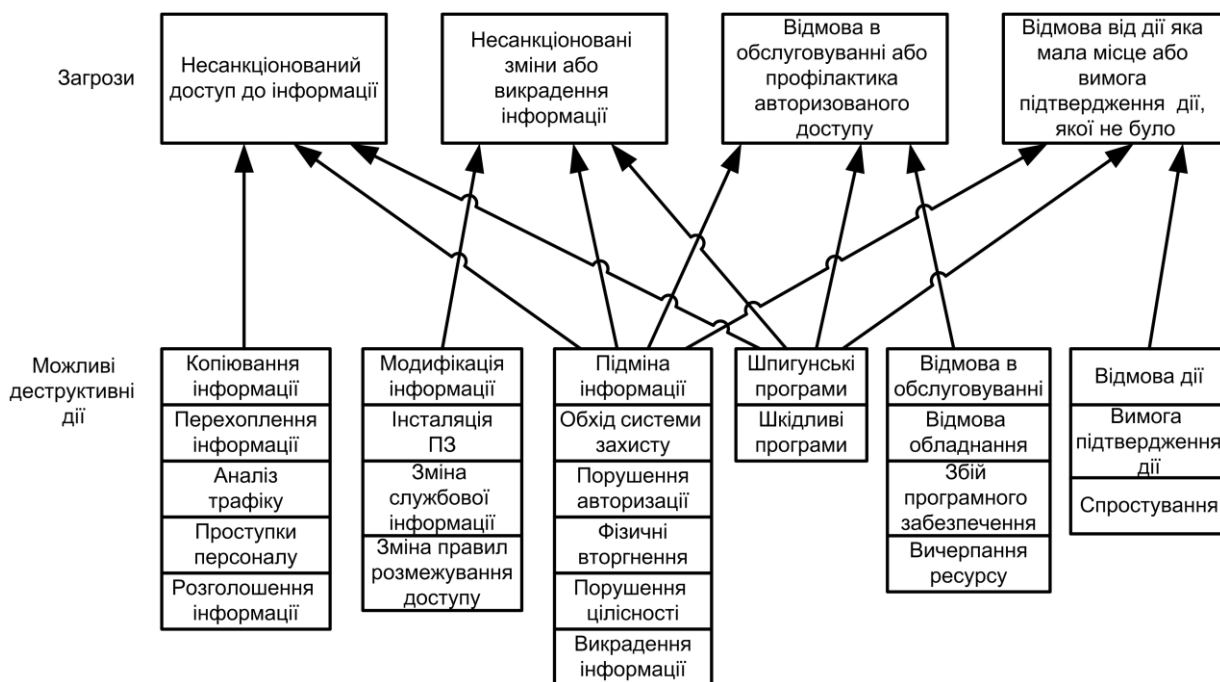 Загрози
Несанкціонований
доступ до інформації
Несанкціоновані
зміни або
викрадення
інформації
Відмова в
обслуговуванні або
профілактика
авторизованого
доступу
Відмова від дії яка
мала місце або
вимога
підтвердження дії,
якої не було
Можливі
деструктивні
дії
Копіювання
інформації
Перехоплення
інформації
Аналіз
трафіку
Проступки
персоналу
Розголошення
інформації
Модифікація
інформації
Інсталяція
ПЗ
Зміна
службової
інформації
Зміна правил
розмежування
доступу
Підміна
інформації
Обхід системи
захисту
Порушення
авторизації
Фізичні
вторгнення
Порушення
цілісності
Викрадення
інформації
Шпигунські
програми
Шкідливі
програми
Відмова в
обслуговуванні
Відмова
обладнання
Збій
програмного
забезпечення
Вичерпання
ресурсу
Відмова дії
Вимога
підтвердження
дії
Спростування